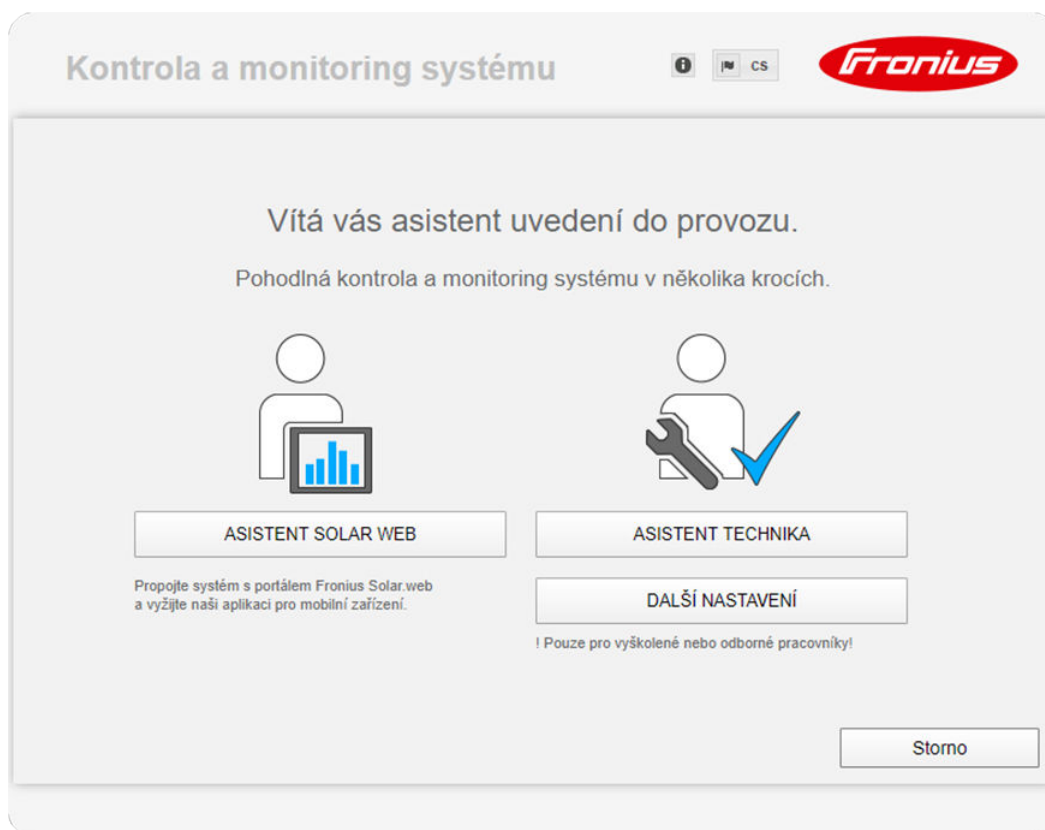 Kontrola a monitoring systému
CS
Fronius
Vítá vás asistent uvedení do provozu.
Pohodlná kontrola a monitoring systému v několika krocích.
ASISTENT SOLAR WEB
Propojte systém s portálem Fronius Solar.web
a vyžijte naši aplikaci pro mobilní zařízení.
ASISTENT TECHNIKA
DALŠÍ NASTAVENÍ
! Pouze pro vyškolené nebo odborné pracovníky!
Storno